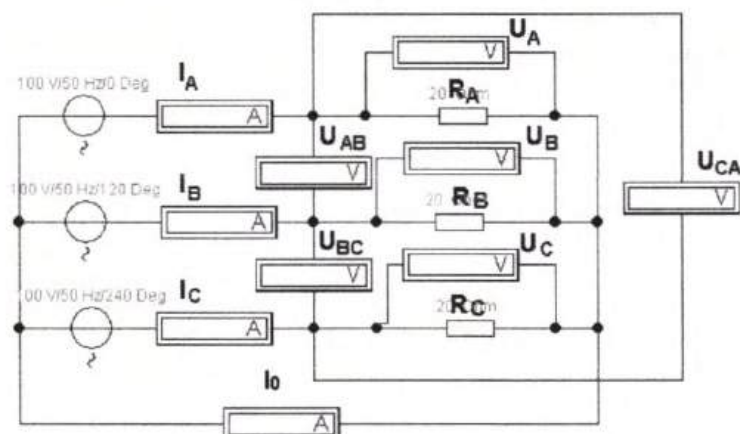 U_A
100 V/50 Hz/0 Deg
I_A
R_A
A
V
U_AB
U_B
V
V
U_CA
100 V/50 Hz/120 Deg
I_B
R_B
A
V
U_BC
U_C
V
V
100 V/50 Hz/240 Deg
I_C
R_C
A
I_0
A